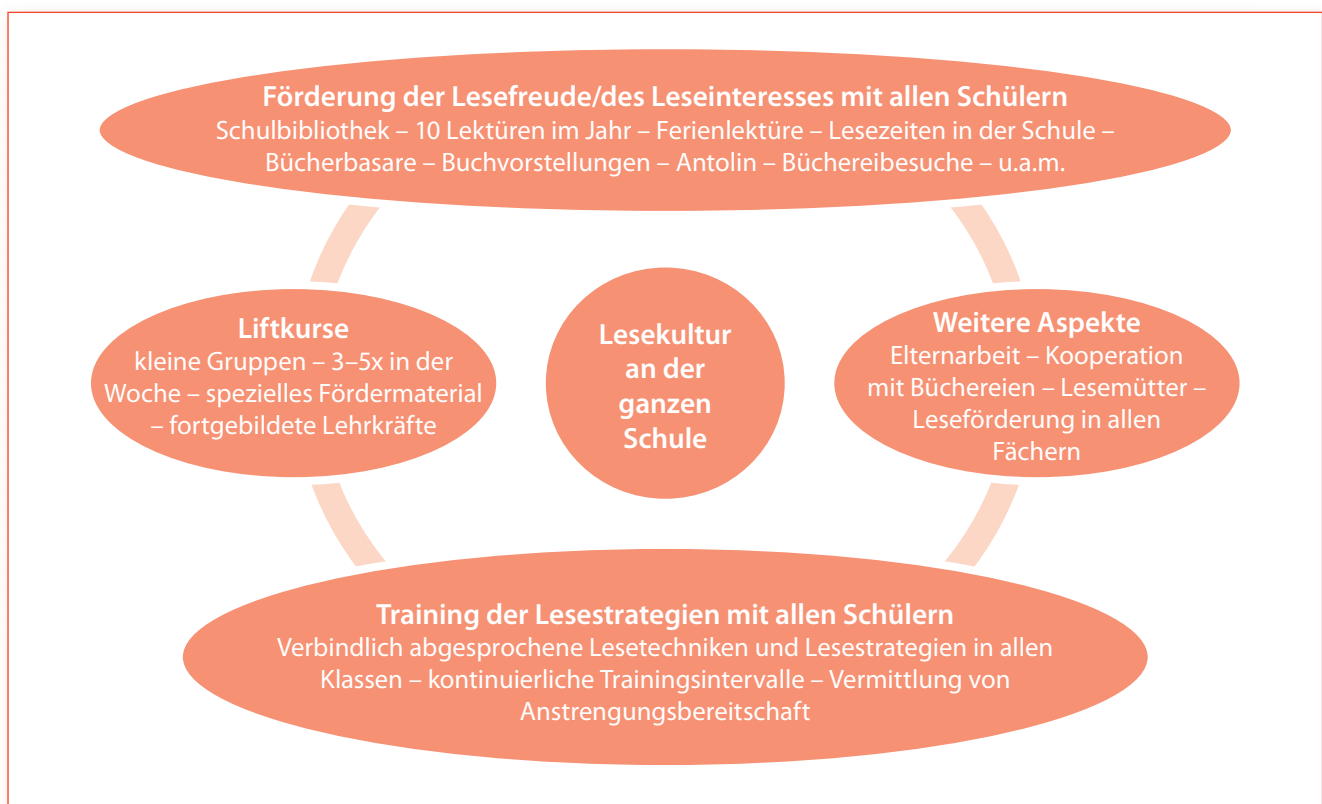 Förderung der Lesefreude/des Leseinteresses mit allen Schülern
Schulbibliothek – 10 Lektüren im Jahr – Ferienlektüre – Lesezeiten in der Schule –
Bücherbasare – Buchvorstellungen – Antolin – Büchereibesuche – u.a.m.
Liftkurse
kleine Gruppen – 3–5x in der
Woche – spezielles Fördermaterial
– fortgebildete Lehrkräfte
Lesekultur
an der
ganzen
Schule
Weitere Aspekte
Elternarbeit – Kooperation
mit Büchereien – Lesemütter –
Leseförderung in allen
Fächern
Training der Lesestrategien mit allen Schülern
Verbindlich abgesprochene Lesetechniken und Lesestrategien in allen
Klassen – kontinuierliche Trainingsintervalle – Vermittlung von
Anstrengungsbereitschaft